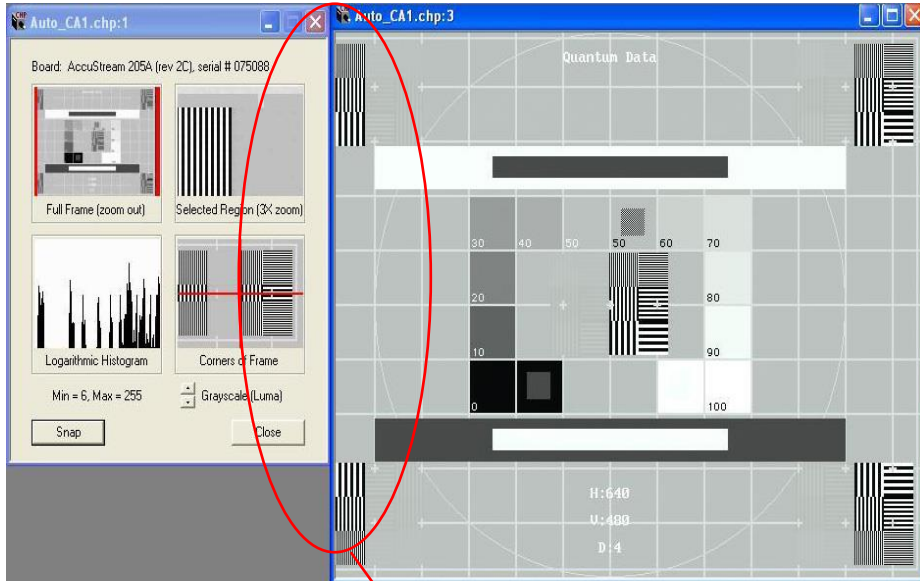 Auto_CA1.chp:1
Board: AccuStream 205A (rev 2C), serial # 075088
Full Frame (zoom out)
Selected Region (3X zoom)
Logarithmic Histogram
Corners of Frame
Min = 6, Max = 255
Grayscale (Luma)
Snap
Close
Auto_CA1.chp:3
Quantum Data
30 40 50 50 60 70
20 80
10 90
0 100
H:640
V:480
D:4